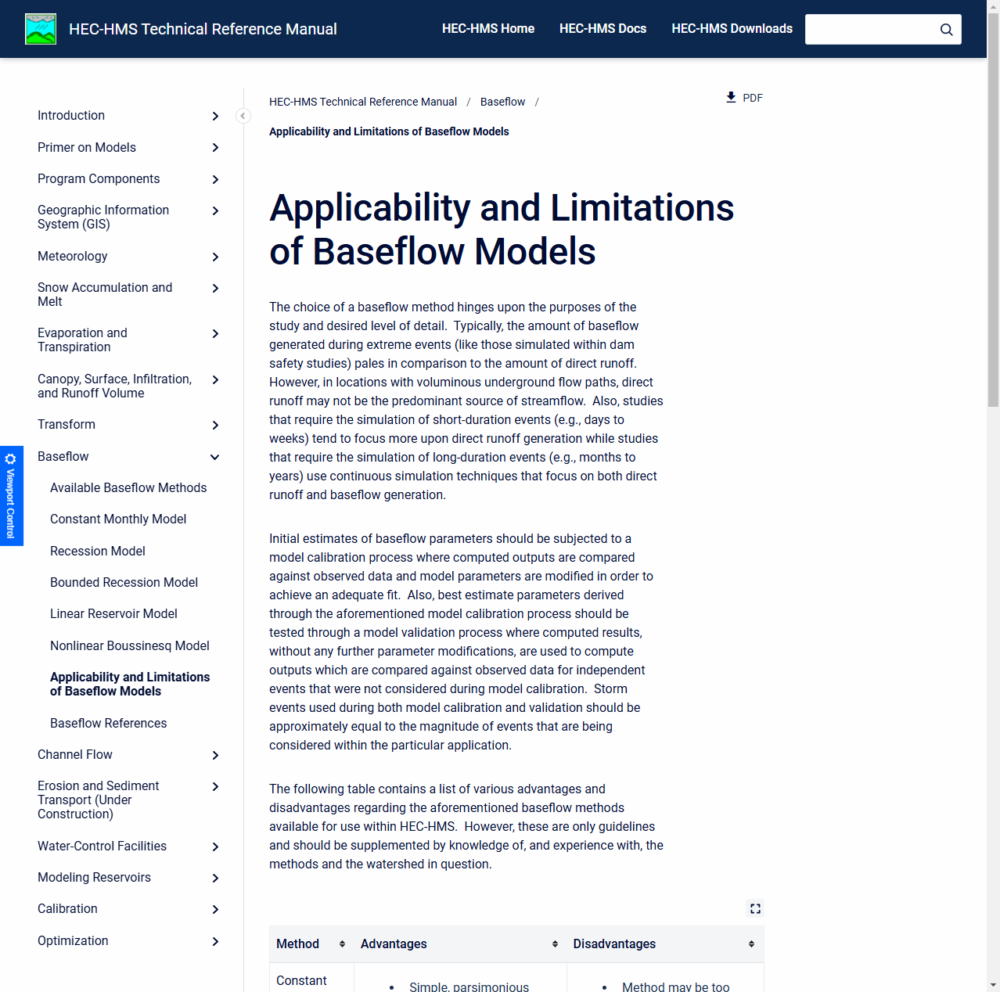 HEC-HMS Technical Reference Manual
HEC-HMS Home
HEC-HMS Docs
HEC-HMS Downloads
Introduction
Primer on Models
Program Components
Geographic Information
System (GIS)
Meteorology
Snow Accumulation and
Melt
Evaporation and
Transpiration
Canopy, Surface, Infiltration,
and Runoff Volume
Transform
Baseflow
Available Baseflow Methods
Constant Monthly Model
Recession Model
Bounded Recession Model
Linear Reservoir Model
Nonlinear Boussinesq Model
Applicability and Limitations
of Baseflow Models
Baseflow References
Channel Flow
Erosion and Sediment
Transport (Under
Construction)
Water-Control Facilities
Modeling Reservoirs
Calibration
Optimization
Viewport Control
HEC-HMS Technical Reference Manual / Baseflow /
Applicability and Limitations of Baseflow Models
PDF
Applicability and Limitations
of Baseflow Models
The choice of a baseflow method hinges upon the purposes of the
study and desired level of detail.  Typically, the amount of baseflow
generated during extreme events (like those simulated within dam
safety studies) pales in comparison to the amount of direct runoff.
However, in locations with voluminous underground flow paths, direct
runoff may not be the predominant source of streamflow.  Also, studies
that require the simulation of short-duration events (e.g., days to
weeks) tend to focus more upon direct runoff generation while studies
that require the simulation of long-duration events (e.g., months to
years) use continuous simulation techniques that focus on both direct
runoff and baseflow generation.
Initial estimates of baseflow parameters should be subjected to a
model calibration process where computed outputs are compared
against observed data and model parameters are modified in order to
achieve an adequate fit.  Also, best estimate parameters derived
through the aforementioned model calibration process should be
tested through a model validation process where computed results,
without any further parameter modifications, are used to compute
outputs which are compared against observed data for independent
events that were not considered during model calibration.  Storm
events used during both model calibration and validation should be
approximately equal to the magnitude of events that are being
considered within the particular application.
The following table contains a list of various advantages and
disadvantages regarding the aforementioned baseflow methods
available for use within HEC-HMS.  However, these are only guidelines
and should be supplemented by knowledge of, and experience with, the
methods and the watershed in question.
Method
Advantages
Disadvantages
Constant
• Simple, parsimonious
• Method may be too